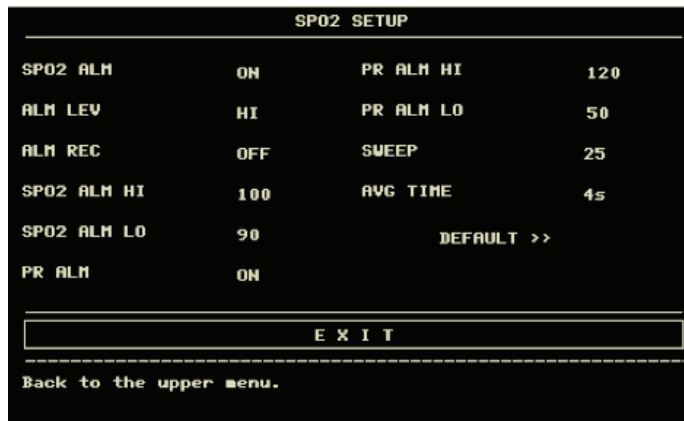 SPO2 SETUP
SPO2 ALM ON PR ALM HI 120
ALM LEV HI PR ALM LO 50
ALM REC OFF SWEEP 25
SPO2 ALM HI 100 AVG TIME 4s
SPO2 ALM LO 90 DEFAULT >>
PR ALM ON
E X I T
Back to the upper menu.